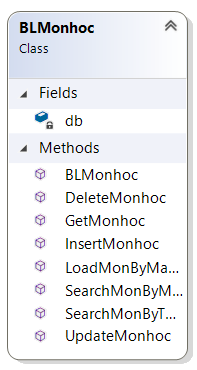 BLMonhoc
Class
Fields
db
Methods
BLMonhoc
DeleteMonhoc
GetMonhoc
InsertMonhoc
LoadMonByMa...
SearchMonByM...
SearchMonByT...
UpdateMonhoc